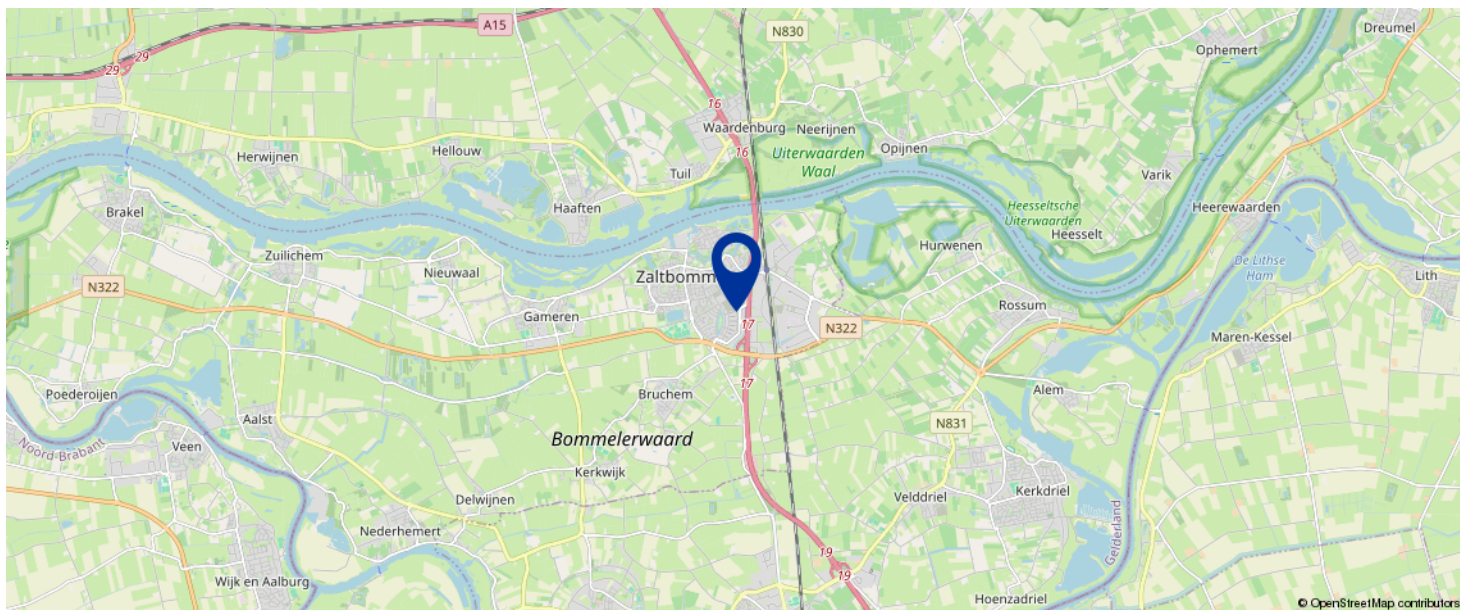 Dreumel
A15
N830
Ophemert
29
29
16
Waardenburg
Neerijnen
Opijnen
Herwijnen
Hellouw
16
Uiterwaarden
Waal
Tuil
Varik
Brakel
Haaften
Heesseltsche
Uiterwaarden
Heerewaarden
Heesselt
Hurwenen
Zuilichem
Nieuwaal
Zaltbomm
De Lithse
Ham
Lith
N322
Gameren
17
N322
Rossum
Maren-Kessel
17
Poederoijen
Bruchem
Alem
Aalst
N831
Noord-Brabant
Veen
Bommelerwaard
Kerkwijk
Delwijnen
Velddriel
Kerkdriel
Nederhemert
Gelderland
19
19
Wijk en Aalburg
Hoenzadriel
© OpenStreetMap contributors